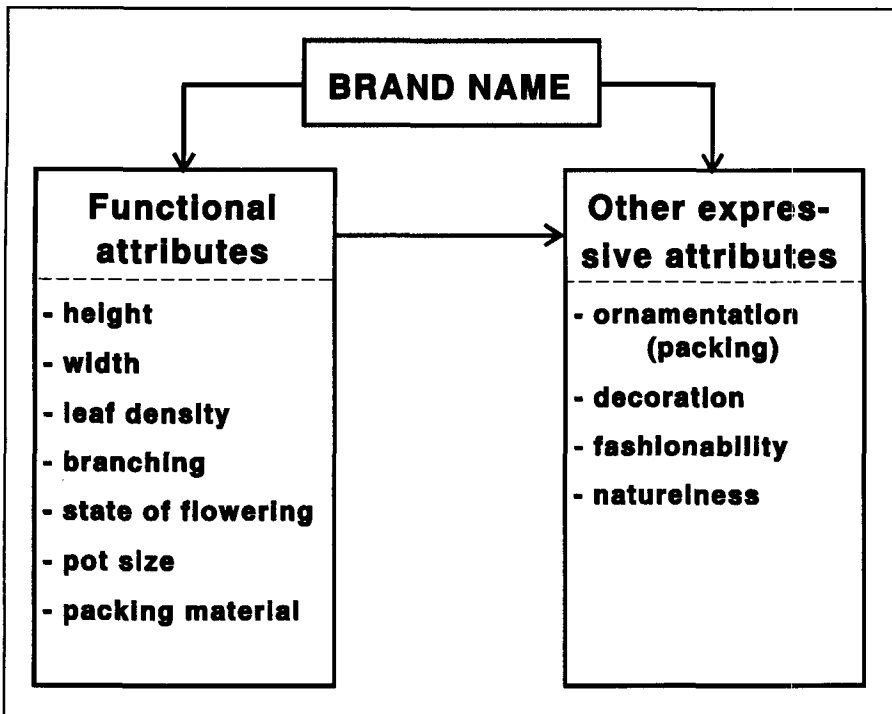 BRAND NAME
Functional
attributes
- height
- width
- leaf density
- branching
- state of flowering
- pot size
- packing material
Other expres-
sive attributes
- ornamentation
(packing)
- decoration
- fashionability
- naturelness